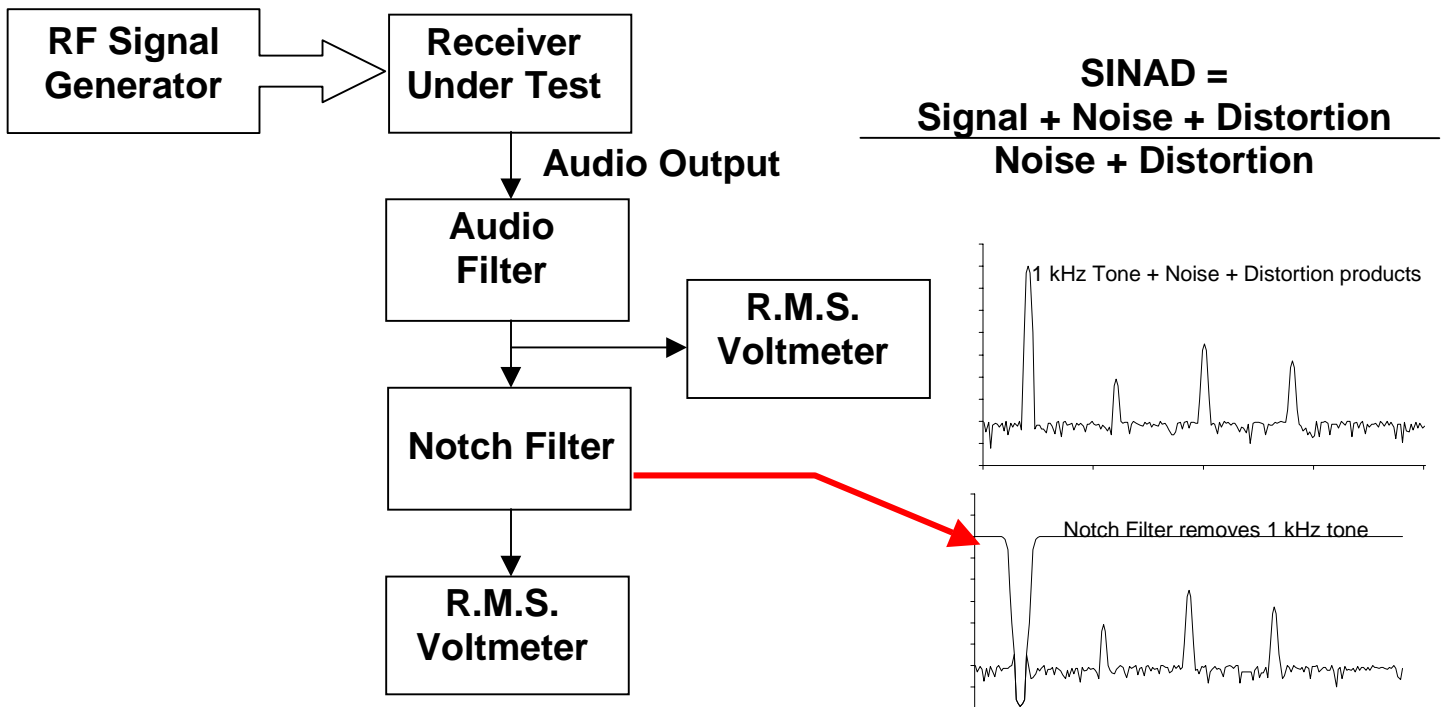 RF Signal
Generator
Receiver
Under Test
SINAD =
Signal + Noise + Distortion
Noise + Distortion
Audio Output
Audio
Filter
1 kHz Tone + Noise + Distortion products
R.M.S.
Voltmeter
Notch Filter
Notch Filter removes 1 kHz tone
R.M.S.
Voltmeter